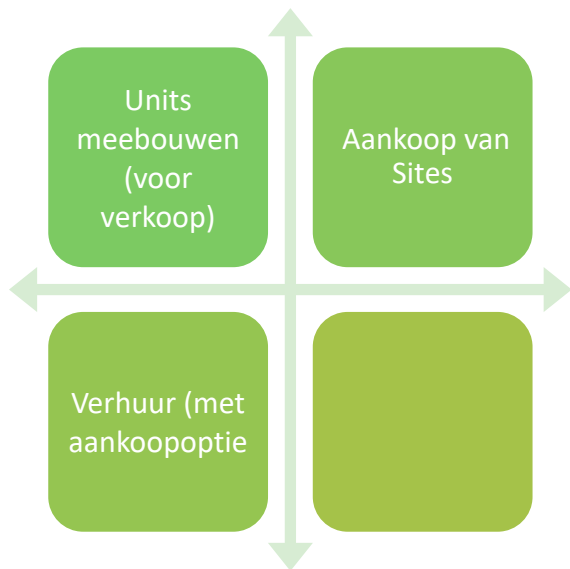 Units
meebouwen
(voor
verkoop)
Aankoop van
Sites
Verhuur (met
aankoopoptie